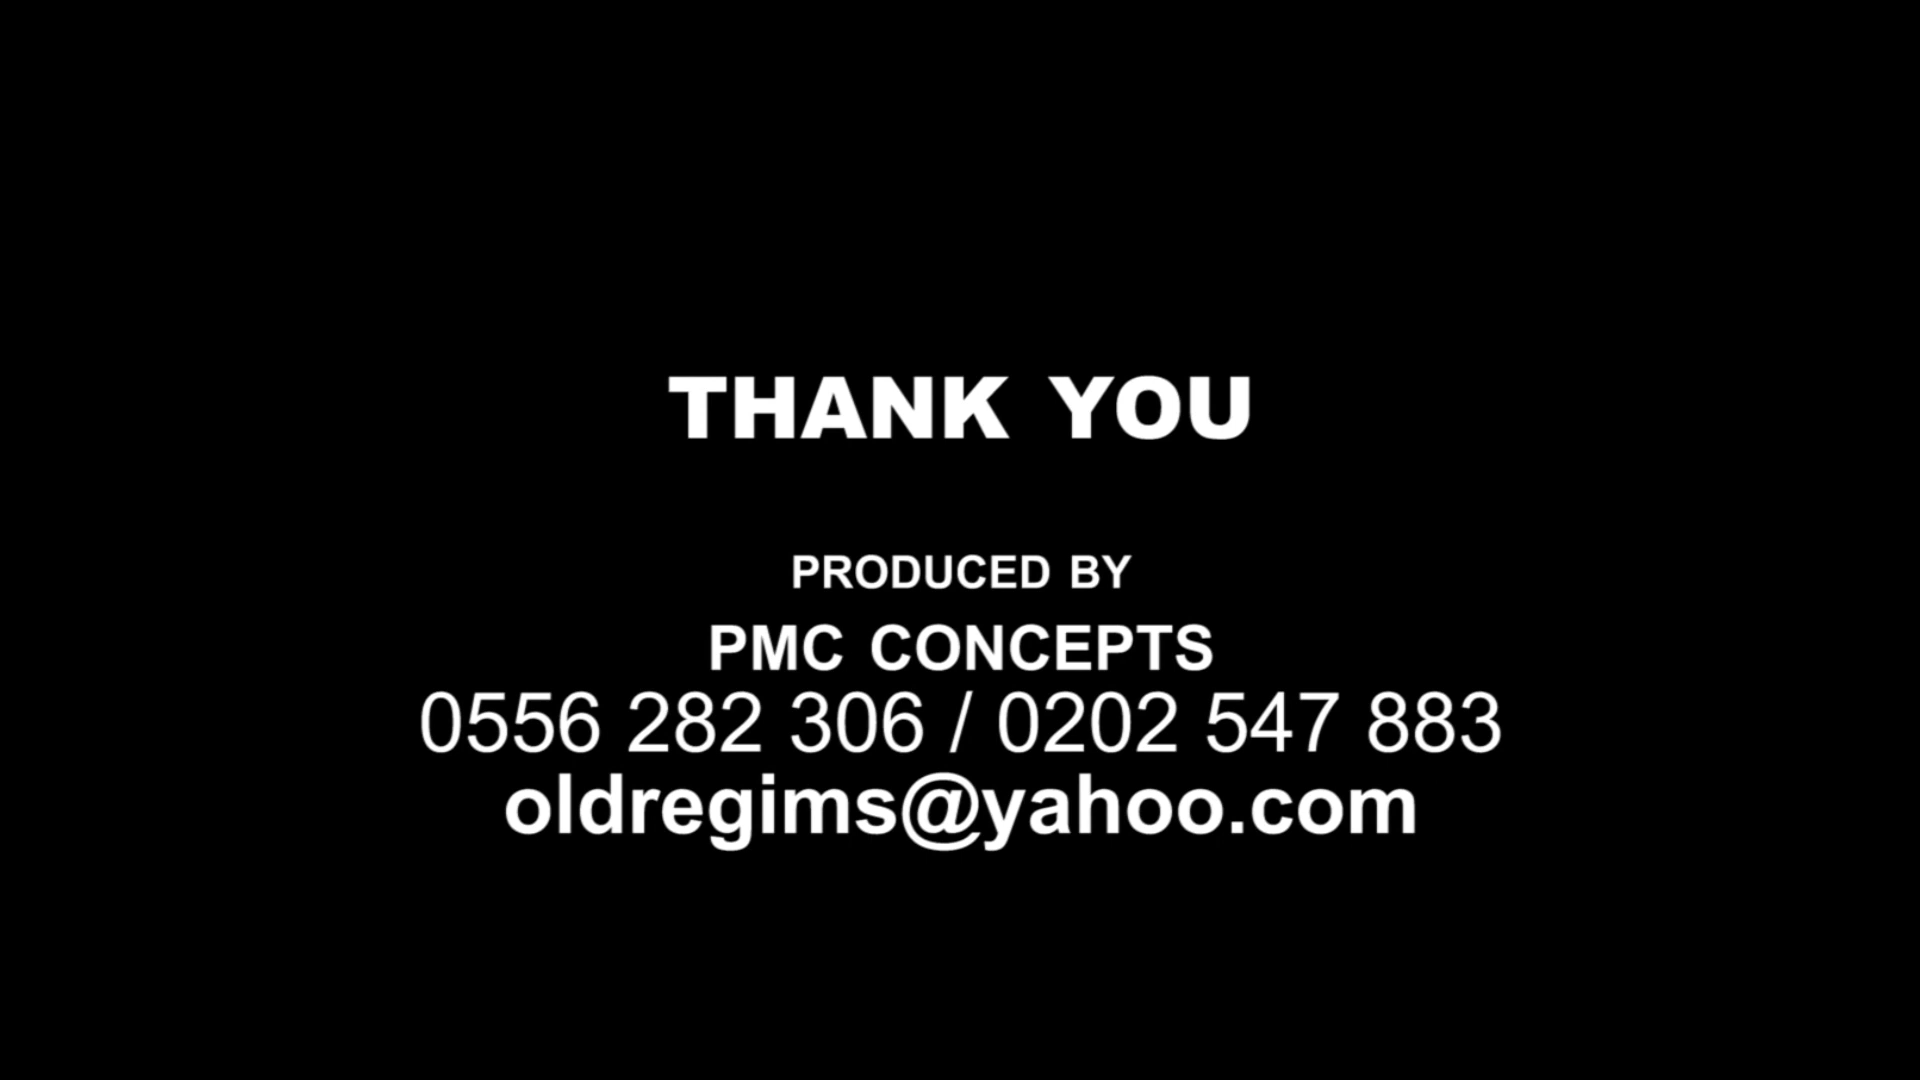 THANK YOU
PRODUCED BY
PMC CONCEPTS
0556 282 306 / 0202 547 883
oldregims@yahoo.com